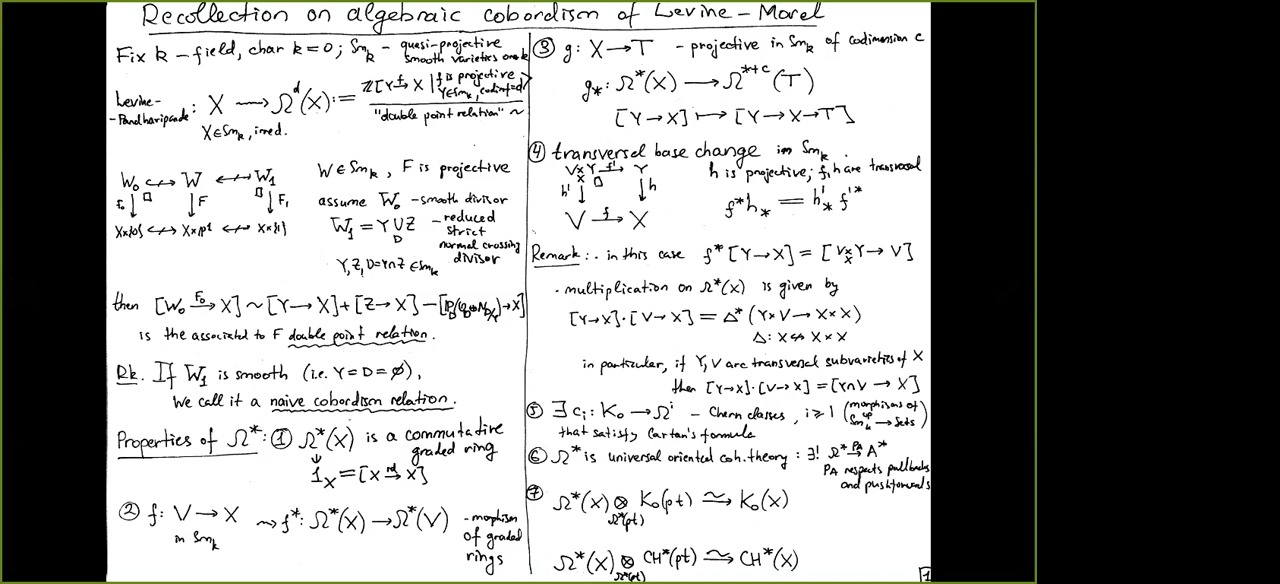 Recollection on algebraic cobordism of Levine-Morel
Fix k-field, char k=0; Sm_k - quasi-projective smooth varieties over k
Levine-Pandharipande: X ⟿ Ω^d(X) := ℤ[Y →f X | f is projective, Y∈Sm_k, codim f=d] / "double point relation" ~
X∈Sm_k, irred.
W_0 ↪ W ↩ W_1
F_0 ↓ □ ↓ F □ ↓ F_1
X×{0} ↪ X×P^1 ↩ X×{1}
W∈Sm_k, F is projective
assume W_0 - smooth divisor
W_1 = Y ∪_D Z - reduced strict normal crossing divisor
Y, Z, D=Y∩Z ∈ Sm_k
then [W_0 →F_0 X] ~ [Y→X] + [Z→X] − [P_D(O_D⊕N_{D/Y})→X]
is the associated to F double point relation.
Rk. If W_1 is smooth (i.e. Y=D=∅),
we call it a naive cobordism relation.
Properties of Ω*: ① Ω*(X) is a commutative graded ring
1_X = [X →id X]
② f: V→X in Sm_k ⟿ f*: Ω*(X)→Ω*(V) - morphism of graded rings
③ g: X→T - projective in Sm_k of codimension c
g_*: Ω*(X) → Ω^{*+c}(T)
[Y→X] ↦ [Y→X→T]
④ transversal base change in Sm_k.
V×_X Y →f' Y
h' ↓ □ ↓ h
V →f X
h is projective; f, h are transversal
f* h_* = h'_* f'*
Remark: · in this case f*[Y→X] = [V×_X Y→V]
· multiplication on Ω*(X) is given by
[Y→X]·[V→X] = Δ*(Y×V→X×X)
Δ: X ↪ X×X
in particular, if Y, V are transversal subvarieties of X
then [Y→X]·[V→X] = [Y∩V→X]
⑤ ∃ c_i: K_0 → Ω^i - Chern classes, i≥1 (morphisms of Sm_k^op → Sets)
that satisfy Cartan's formula
⑥ Ω* is universal oriented coh. theory: ∃! Ω* →P_A A*
P_A respects pullbacks and pushforwards
⑦ Ω*(X) ⊗_{Ω*(pt)} K_0(pt) ≃→ K_0(X)
Ω*(X) ⊗_{Ω*(pt)} CH*(pt) ≃→ CH*(X)
1